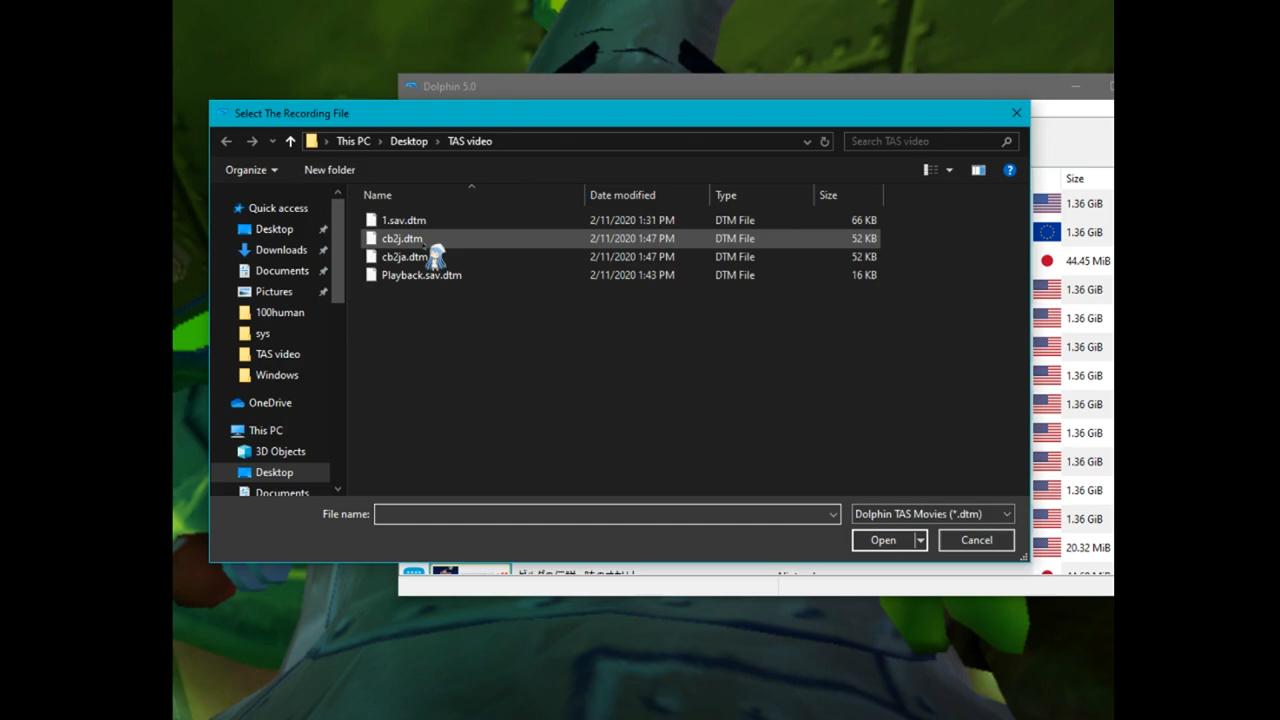 Dolphin 5.0
Select The Recording File
This PC > Desktop > TAS video
Search TAS video
Organize
New folder
Name
Date modified
Type
Size
Size
Quick access
Desktop
Downloads
Documents
Pictures
100human
sys
TAS video
Windows
OneDrive
This PC
3D Objects
Desktop
Documents
1.sav.dtm 2/11/2020 1:31 PM DTM File 66 KB
cb2j.dtm 2/11/2020 1:47 PM DTM File 52 KB
cb2ja.dtm 2/11/2020 1:47 PM DTM File 52 KB
Playback.sav.dtm 2/11/2020 1:43 PM DTM File 16 KB
1.36 GiB
1.36 GiB
44.45 MiB
1.36 GiB
1.36 GiB
1.36 GiB
1.36 GiB
1.36 GiB
1.36 GiB
1.36 GiB
1.36 GiB
1.36 GiB
20.32 MiB
File name:
Dolphin TAS Movies (*.dtm)
Open
Cancel